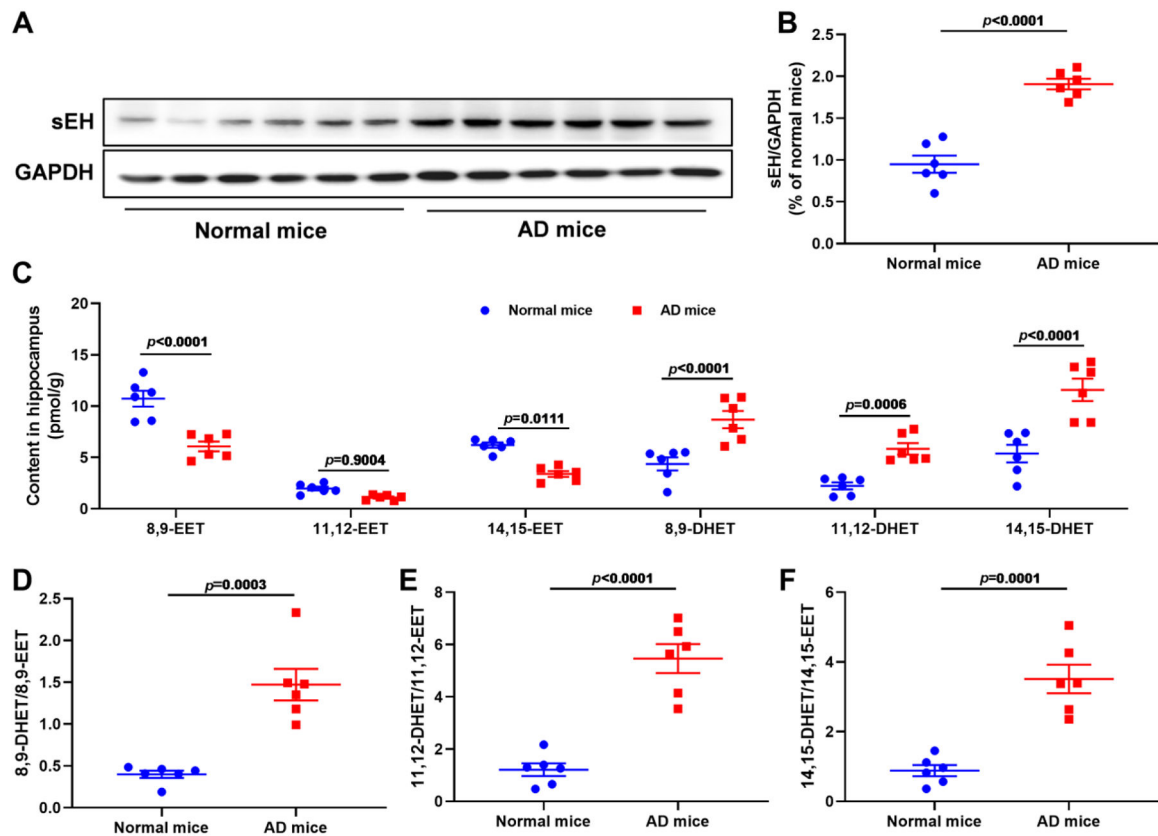 A
sEH
GAPDH
Normal mice AD mice
B
p<0.0001
sEH/GAPDH
(% of normal mice)
2.5
2.0
1.5
1.0
0.5
0.0
Normal mice AD mice
C
Content in hippocampus
(pmol/g)
20
15
10
5
0
Normal mice AD mice
p<0.0001
p=0.9004
p=0.0111
p<0.0001
p=0.0006
p<0.0001
8,9-EET 11,12-EET 14,15-EET 8,9-DHET 11,12-DHET 14,15-DHET
D
8,9-DHET/8,9-EET
p=0.0003
2.5
2.0
1.5
1.0
0.5
0.0
Normal mice AD mice
E
11,12-DHET/11,12-EET
p<0.0001
8
6
4
2
0
Normal mice AD mice
F
14,15-DHET/14,15-EET
p=0.0001
6
4
2
0
Normal mice AD mice